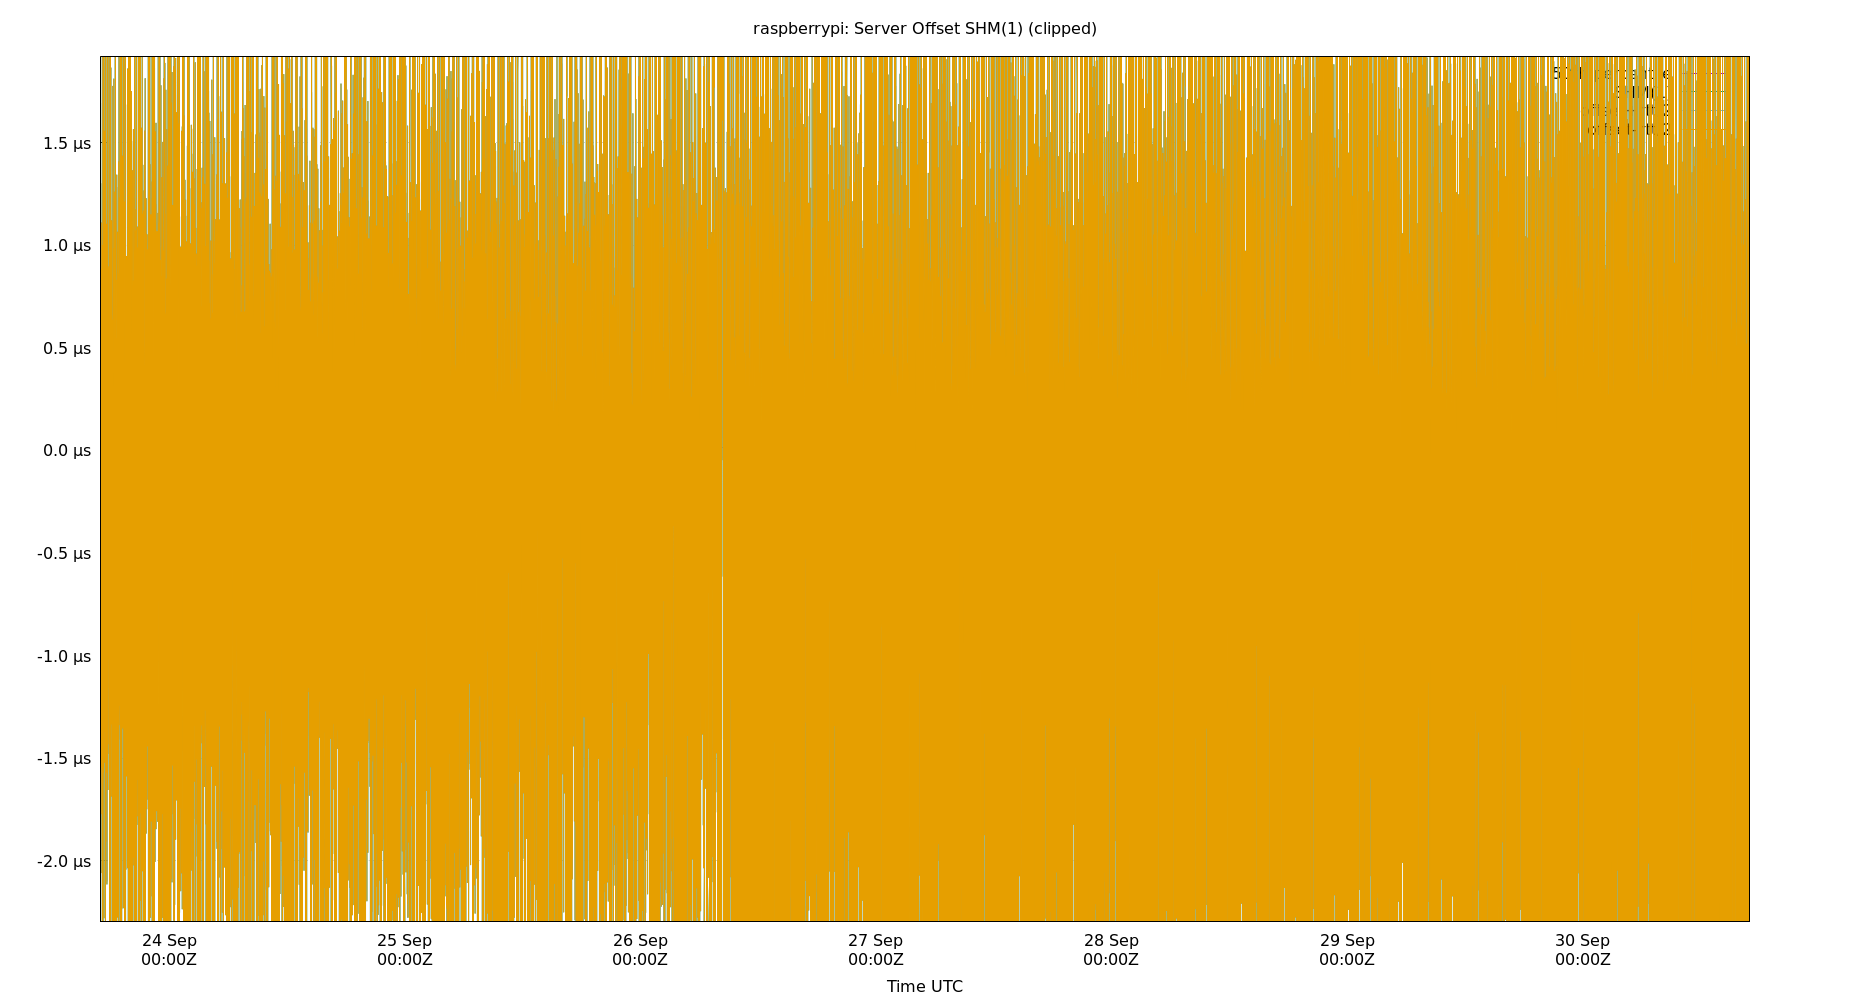 raspberrypi: Server Offset SHM(1) (clipped)
1.5 µs
1.0 µs
0.5 µs
0.0 µs
-0.5 µs
-1.0 µs
-1.5 µs
-2.0 µs
24 Sep 25 Sep 26 Sep 27 Sep 28 Sep 29 Sep 30 Sep
00:00Z 00:00Z 00:00Z 00:00Z 00:00Z 00:00Z 00:00Z
Time UTC